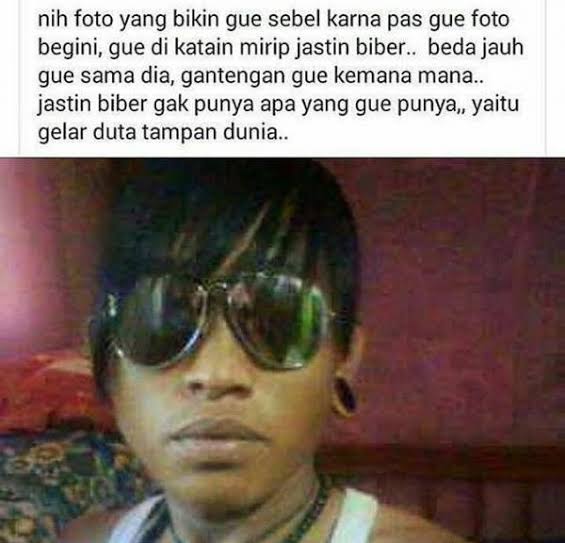 nih foto yang bikin gue sebel karna pas gue foto
begini, gue di katain mirip jastin biber.. beda jauh
gue sama dia, gantengan gue kemana mana..
jastin biber gak punya apa yang gue punya,, yaitu
gelar duta tampan dunia..